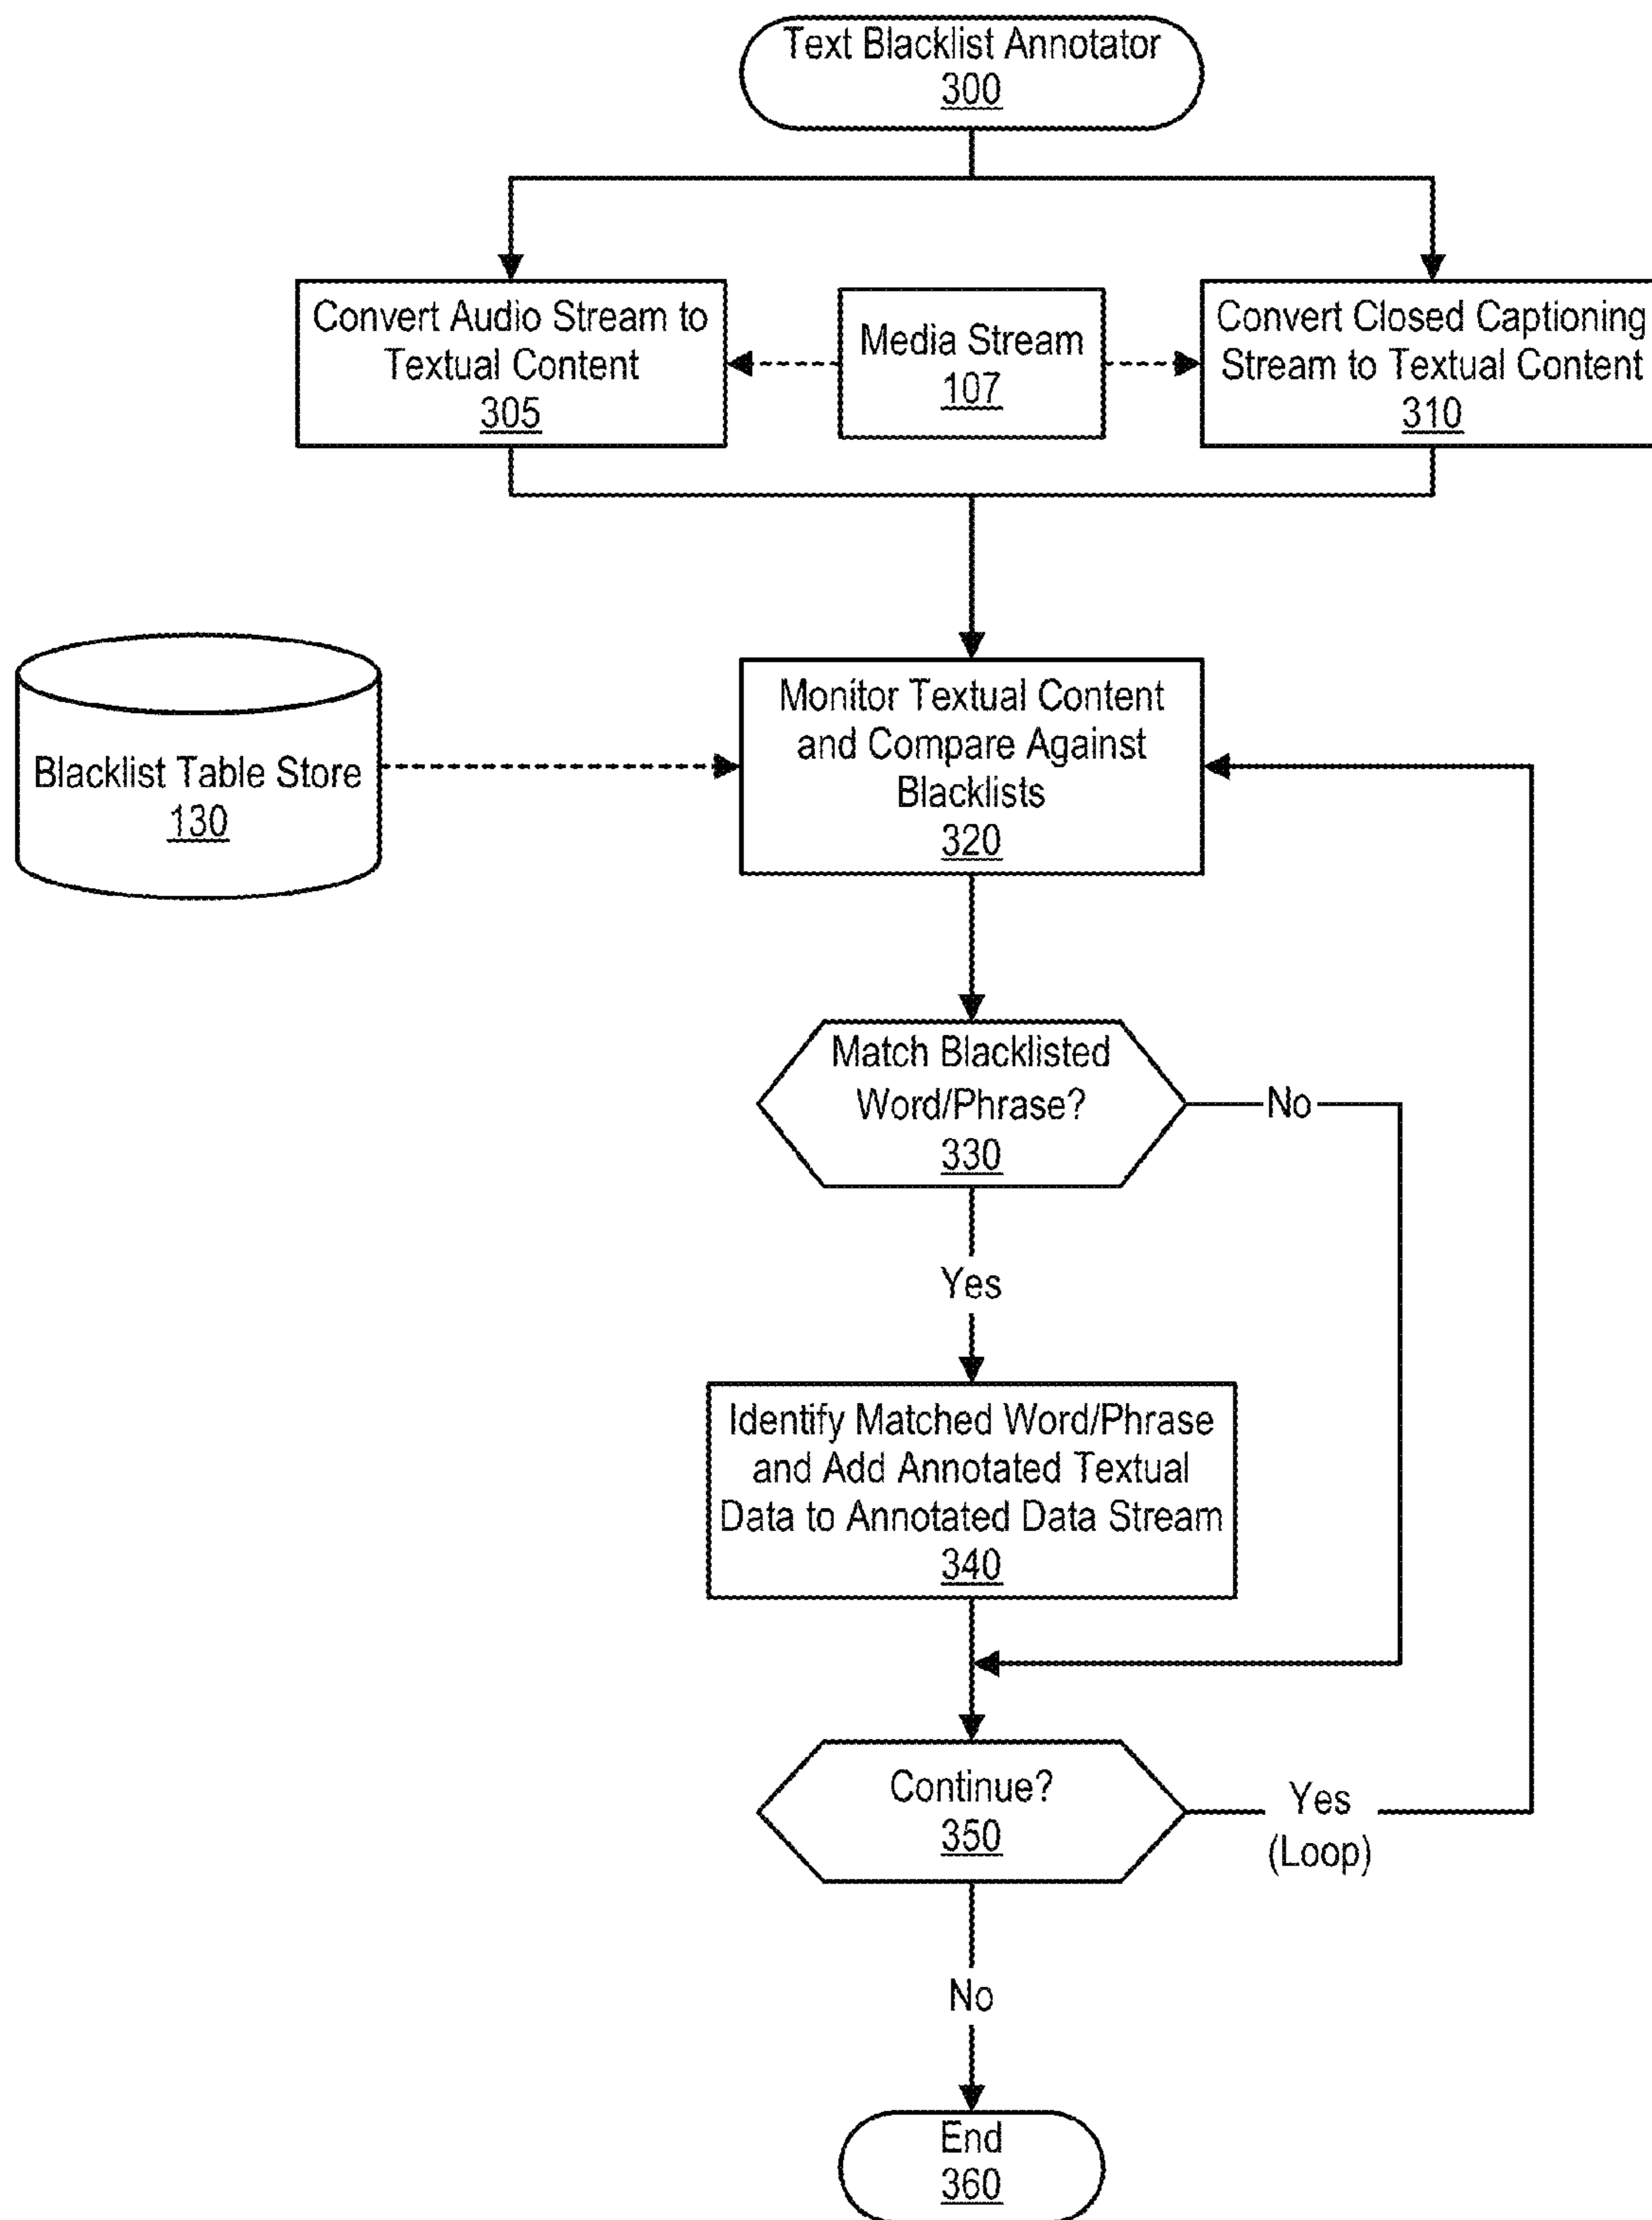 Text Blacklist Annotator
300
Convert Audio Stream to
Textual Content
305
Media Stream
107
Convert Closed Captioning
Stream to Textual Content
310
Blacklist Table Store
130
Monitor Textual Content
and Compare Against
Blacklists
320
Match Blacklisted
Word/Phrase?
330
No
Yes
Identify Matched Word/Phrase
and Add Annotated Textual
Data to Annotated Data Stream
340
Continue?
350
Yes
(Loop)
No
End
360